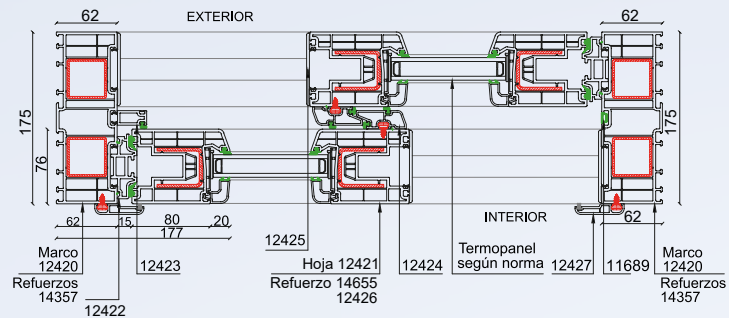 62
EXTERIOR
62
175
76
175
INTERIOR
62
15
80
20
62
177
12425
Marco
12420
12423
Hoja 12421
12424
Termopanel
según norma
12427
11689
Marco
12420
Refuerzos
14357
Refuerzo 14655
12426
Refuerzos
14357
12422